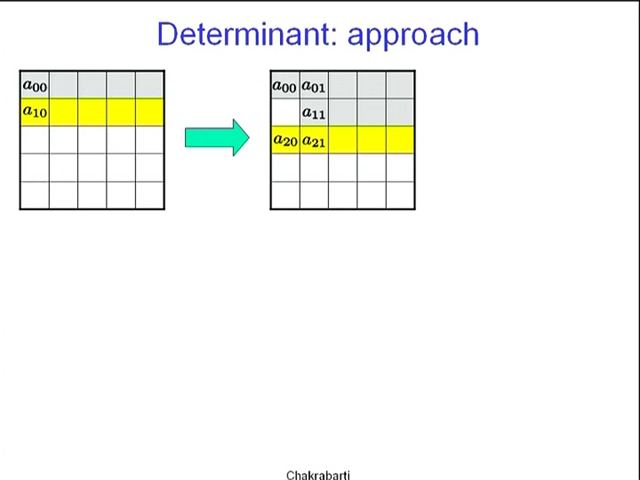 Determinant: approach
a00
a10
a00 a01
a11
a20 a21
Chakrabarti